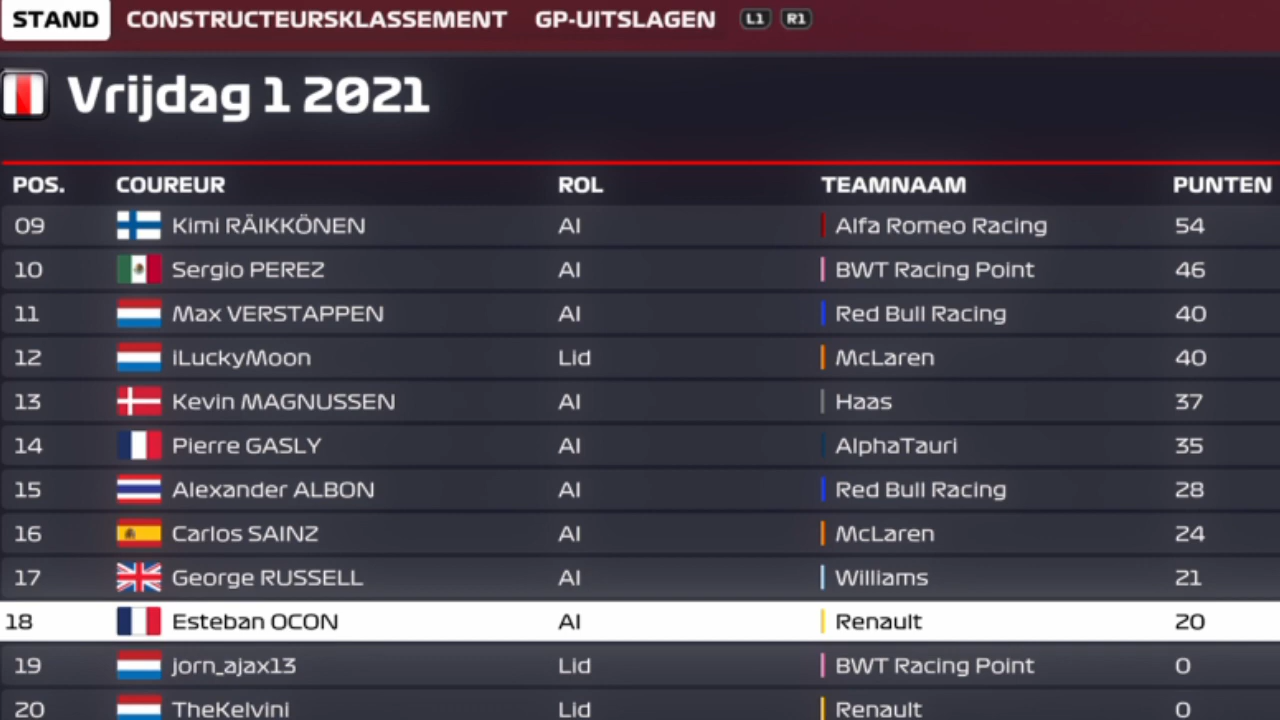 STAND CONSTRUCTEURSKLASSEMENT GP-UITSLAGEN L1 R1
Vrijdag 1 2021
POS. COUREUR ROL TEAMNAAM PUNTEN
09 Kimi RÄIKKÖNEN AI Alfa Romeo Racing 54
10 Sergio PEREZ AI BWT Racing Point 46
11 Max VERSTAPPEN AI Red Bull Racing 40
12 iLuckyMoon Lid McLaren 40
13 Kevin MAGNUSSEN AI Haas 37
14 Pierre GASLY AI AlphaTauri 35
15 Alexander ALBON AI Red Bull Racing 28
16 Carlos SAINZ AI McLaren 24
17 George RUSSELL AI Williams 21
18 Esteban OCON AI Renault 20
19 jorn_ajax13 Lid BWT Racing Point 0
20 TheKelvini Lid Renault 0